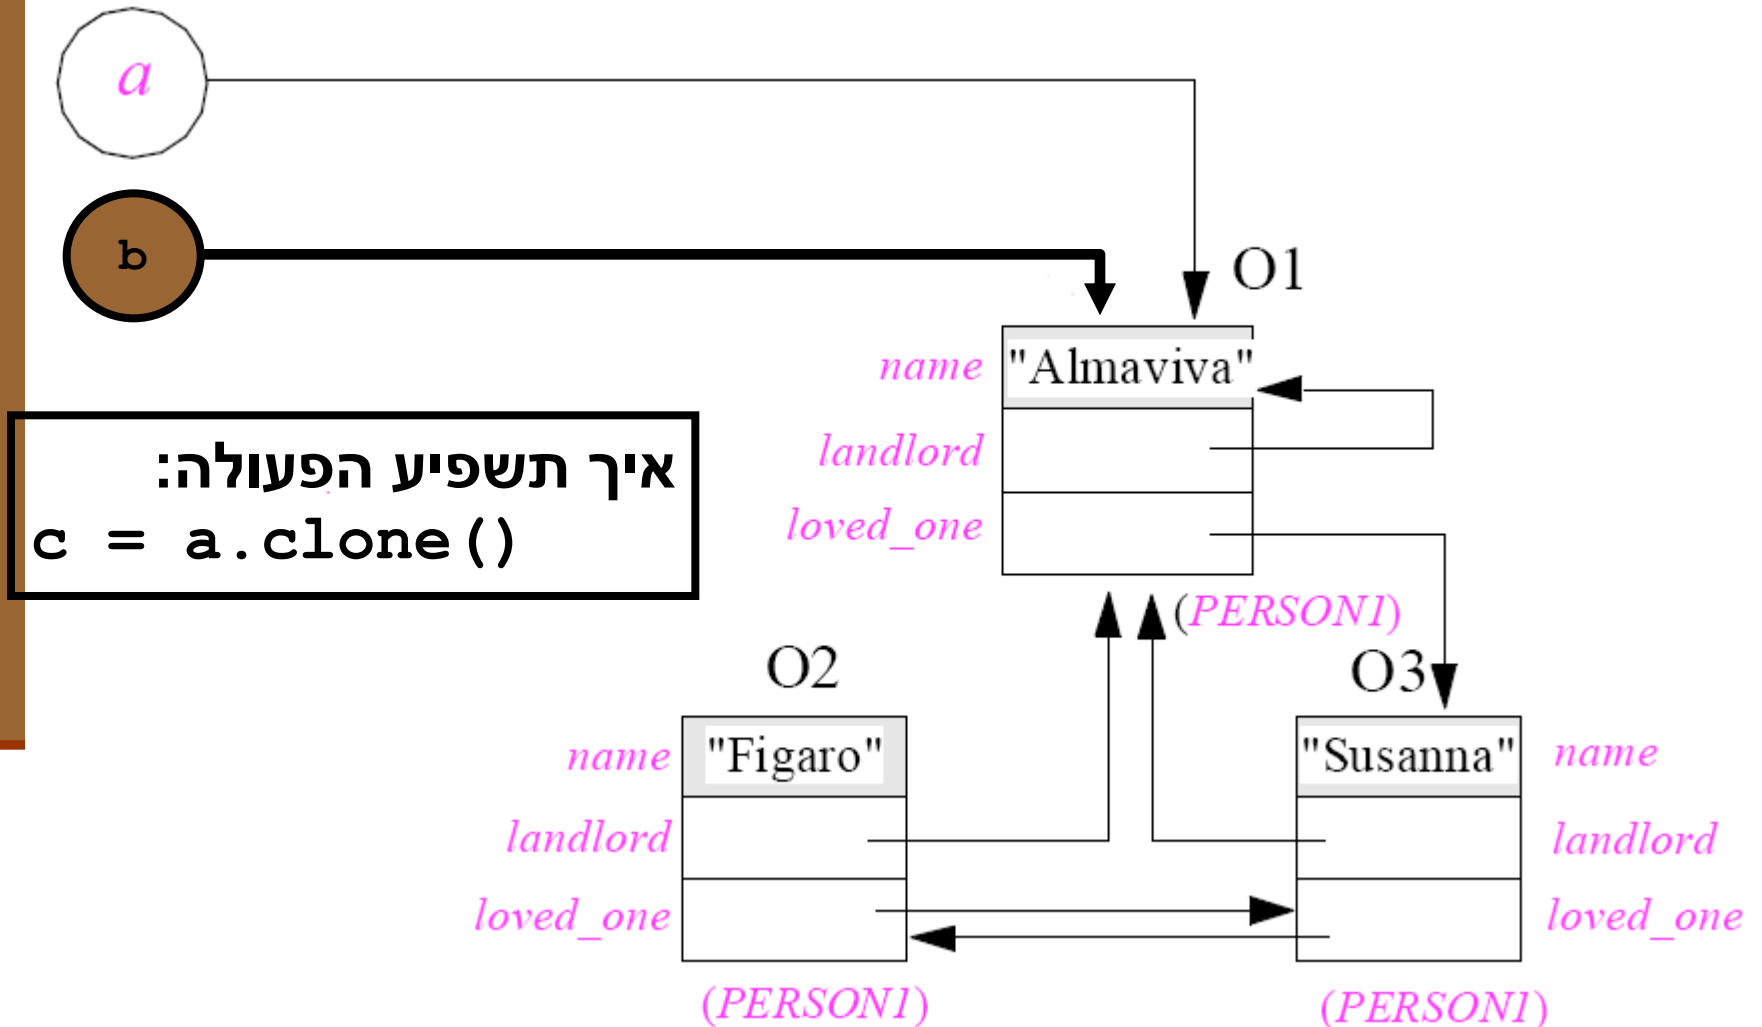 a
b
O1
name "Almaviva"
landlord
loved_one
(PERSON1)
איך תשפיע הפעולה:
c = a.clone()
O2
name "Figaro"
landlord
loved_one
(PERSON1)
O3
"Susanna" name
landlord
loved_one
(PERSON1)